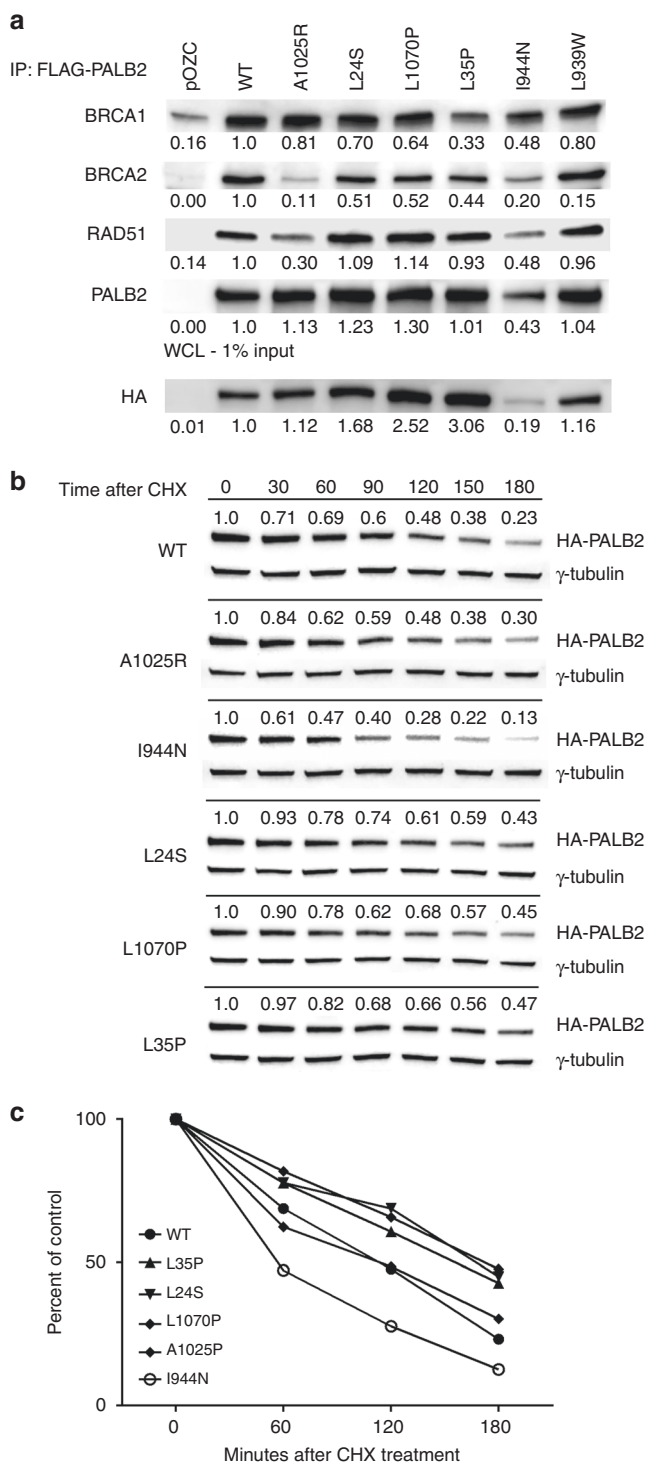 a
IP: FLAG-PALB2
pOZC WT A1025R L24S L1070P L35P I944N L939W
BRCA1
0.16 1.0 0.81 0.70 0.64 0.33 0.48 0.80
BRCA2
0.00 1.0 0.11 0.51 0.52 0.44 0.20 0.15
RAD51
0.14 1.0 0.30 1.09 1.14 0.93 0.48 0.96
PALB2
0.00 1.0 1.13 1.23 1.30 1.01 0.43 1.04
WCL - 1% input
HA
0.01 1.0 1.12 1.68 2.52 3.06 0.19 1.16
b
Time after CHX 0 30 60 90 120 150 180
1.0 0.71 0.69 0.6 0.48 0.38 0.23
WT HA-PALB2
γ-tubulin
1.0 0.84 0.62 0.59 0.48 0.38 0.30
A1025R HA-PALB2
γ-tubulin
1.0 0.61 0.47 0.40 0.28 0.22 0.13
I944N HA-PALB2
γ-tubulin
1.0 0.93 0.78 0.74 0.61 0.59 0.43
L24S HA-PALB2
γ-tubulin
1.0 0.90 0.78 0.62 0.68 0.57 0.45
L1070P HA-PALB2
γ-tubulin
1.0 0.97 0.82 0.68 0.66 0.56 0.47
L35P HA-PALB2
γ-tubulin
c
Percent of control
100
50
0
WT
L35P
L24S
L1070P
A1025P
I944N
0 60 120 180
Minutes after CHX treatment